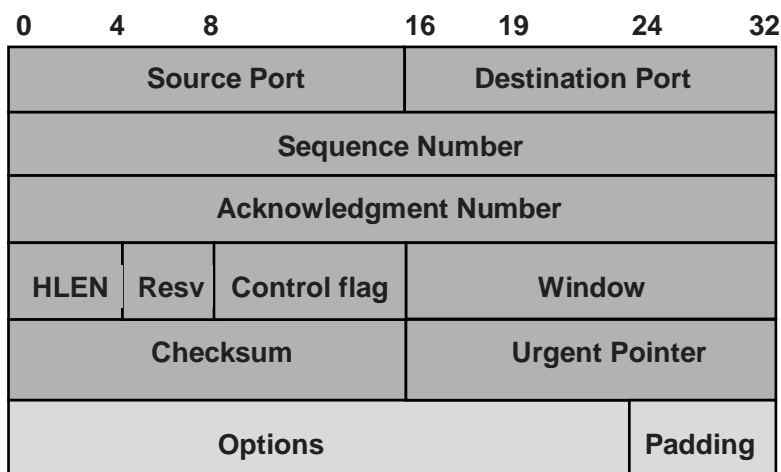 0 4 8 16 19 24 32
Source Port Destination Port
Sequence Number
Acknowledgment Number
HLEN Resv Control flag Window
Checksum Urgent Pointer
Options Padding